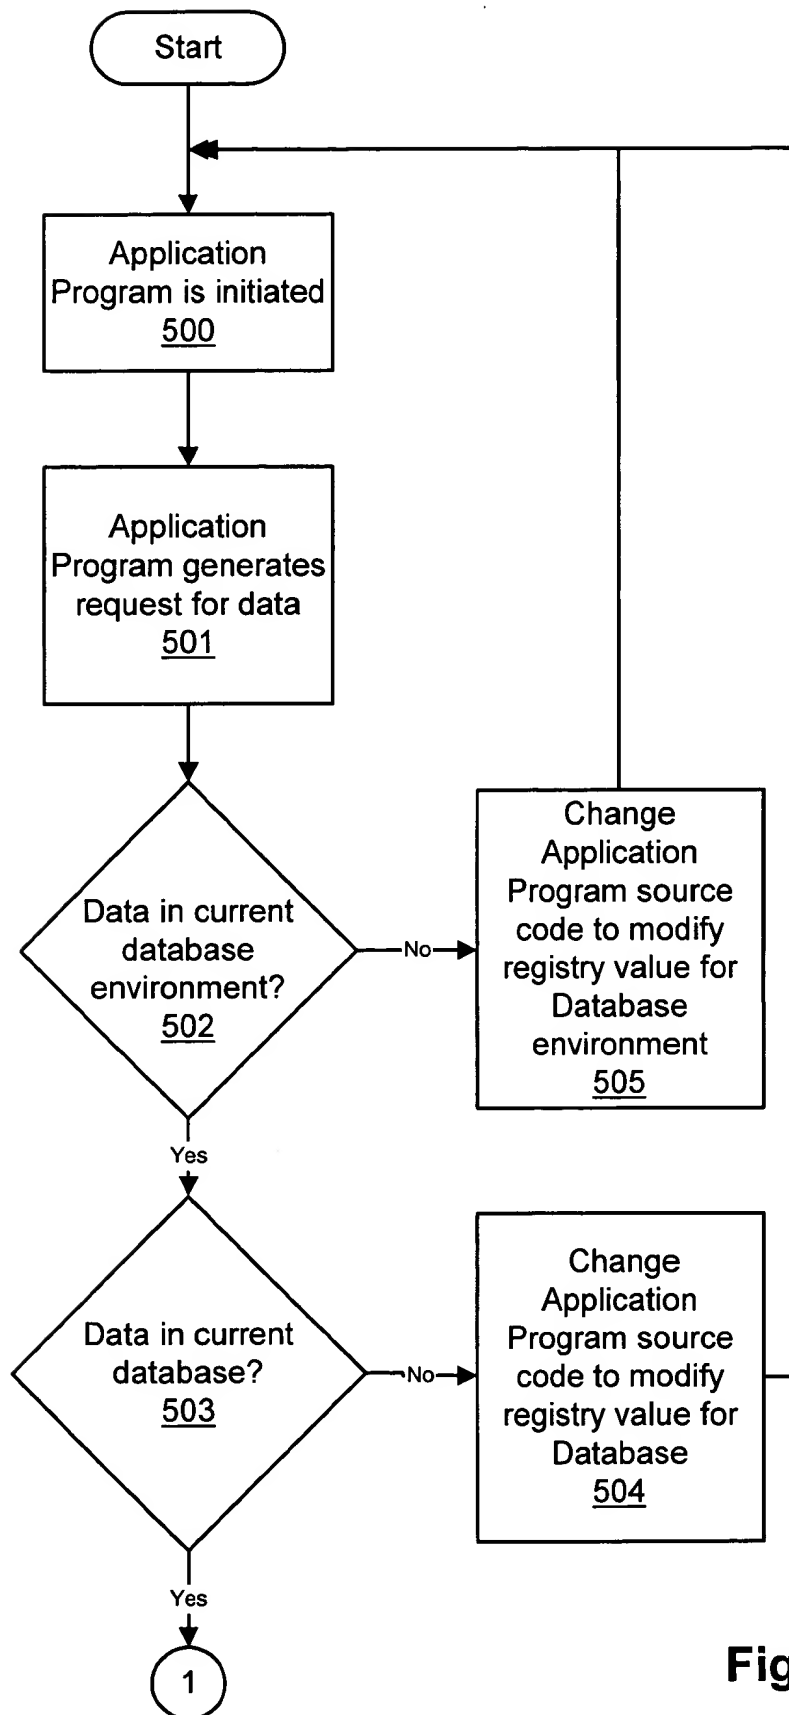 Start
Application
Program is initiated
500
Application
Program generates
request for data
501
Data in current
database
environment?
502
No
Change
Application
Program source
code to modify
registry value for
Database
environment
505
Yes
Data in current
database?
503
No
Change
Application
Program source
code to modify
registry value for
Database
504
Yes
1
Fig